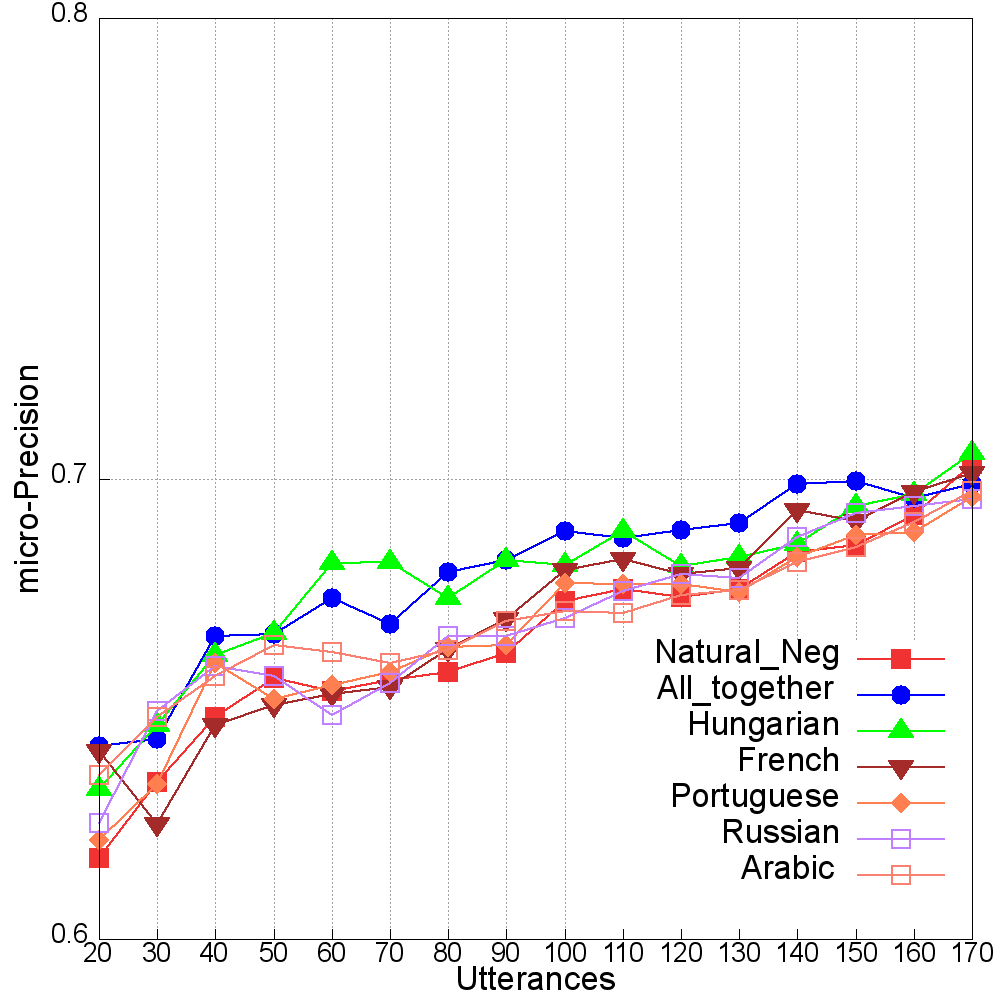 0.8
0.7
0.6
micro-Precision
Natural_Neg
All_together
Hungarian
French
Portuguese
Russian
Arabic
20 30 40 50 60 70 80 90 100 110 120 130 140 150 160 170
Utterances